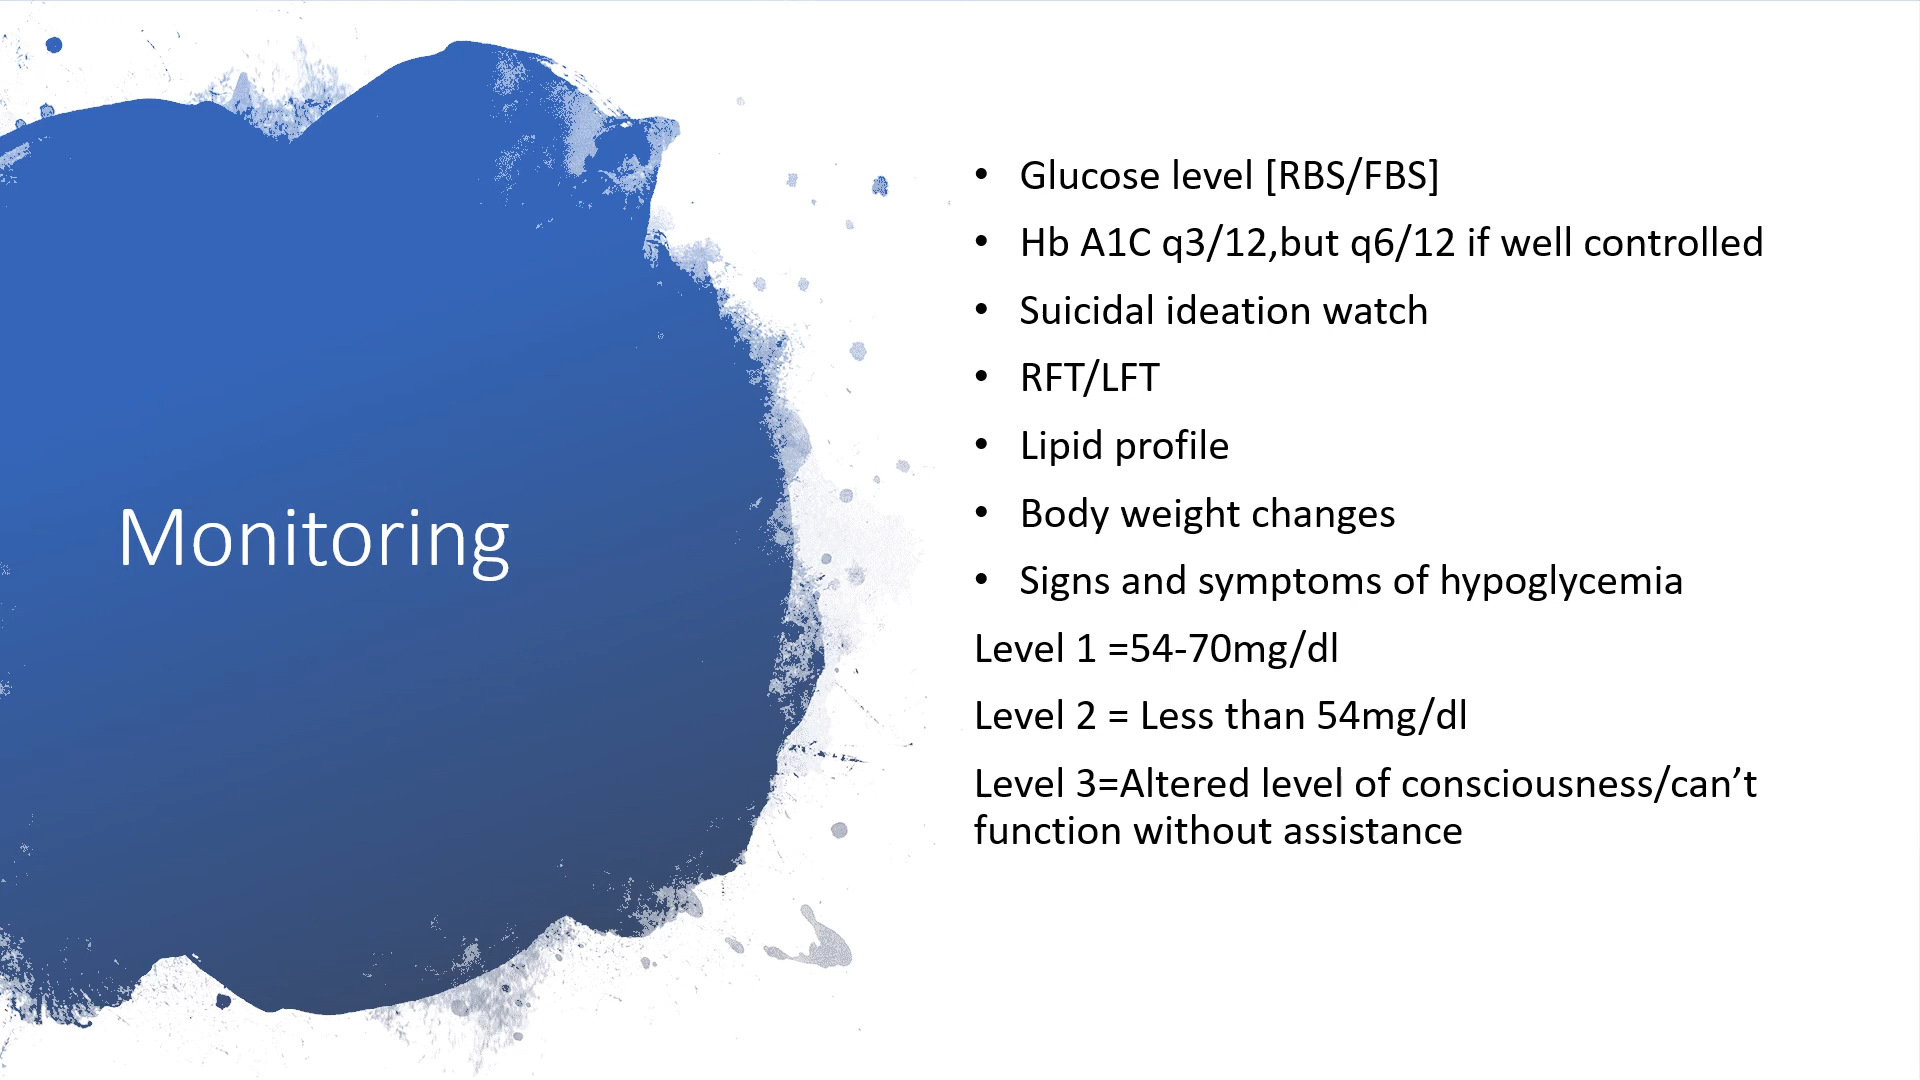 Monitoring
• Glucose level [RBS/FBS]
• Hb A1C q3/12,but q6/12 if well controlled
• Suicidal ideation watch
• RFT/LFT
• Lipid profile
• Body weight changes
• Signs and symptoms of hypoglycemia
Level 1 =54-70mg/dl
Level 2 = Less than 54mg/dl
Level 3=Altered level of consciousness/can’t
function without assistance